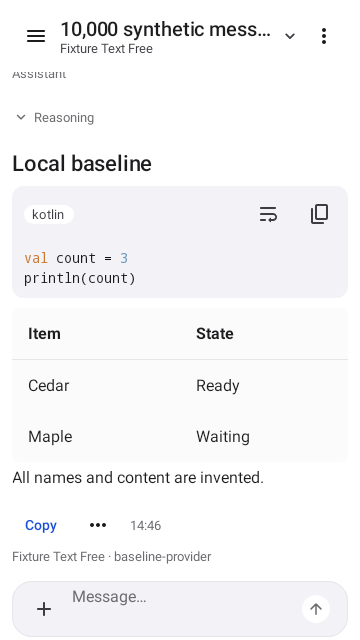 10,000 synthetic mess...
Fixture Text Free
Assistant
Reasoning
Local baseline
kotlin
val count = 3
println(count)
Item State
Cedar Ready
Maple Waiting
All names and content are invented.
Copy ••• 14:46
Fixture Text Free · baseline-provider
Message...